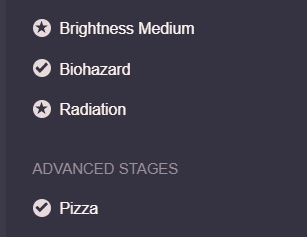 Brightness Medium
Biohazard
Radiation
ADVANCED STAGES
Pizza